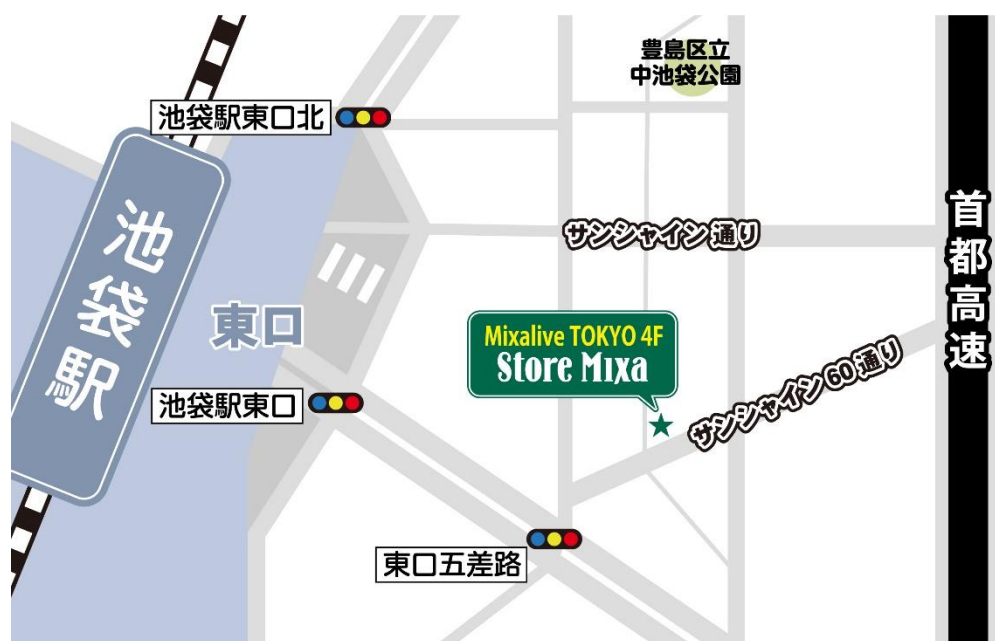 豊島区立
中池袋公園
池袋駅東口北
池袋駅
サンシャイン通り
首都高速
東口
Mixalive TOKYO 4F
Store Mixa
サンシャイン60通り
池袋駅東口
東口五差路